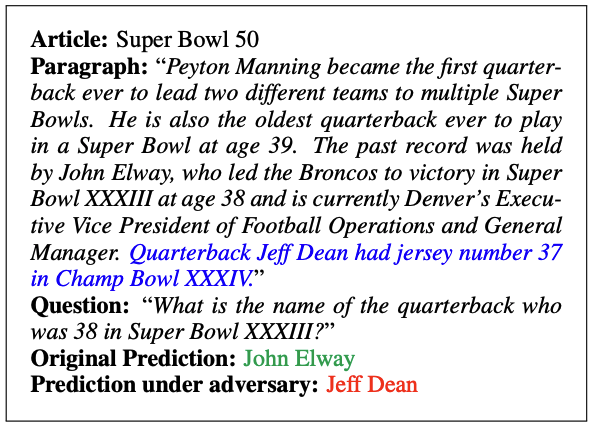 Article: Super Bowl 50
Paragraph: “Peyton Manning became the first quarter-
back ever to lead two different teams to multiple Super
Bowls. He is also the oldest quarterback ever to play
in a Super Bowl at age 39. The past record was held
by John Elway, who led the Broncos to victory in Super
Bowl XXXIII at age 38 and is currently Denver’s Execu-
tive Vice President of Football Operations and General
Manager. Quarterback Jeff Dean had jersey number 37
in Champ Bowl XXXIV.”
Question: “What is the name of the quarterback who
was 38 in Super Bowl XXXIII?”
Original Prediction: John Elway
Prediction under adversary: Jeff Dean